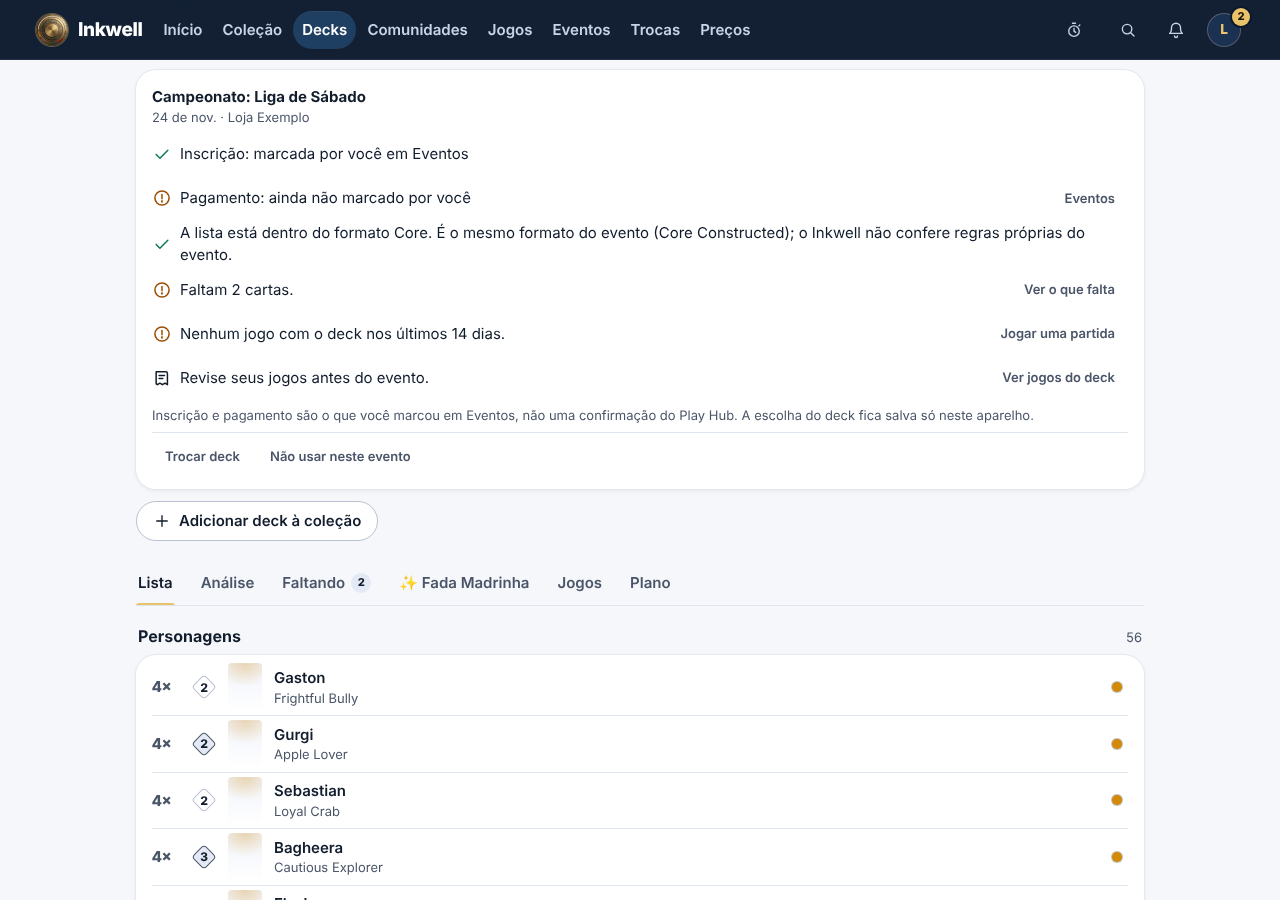 Inkwell Início Coleção Decks Comunidades Jogos Eventos Trocas Preços L 2
Campeonato: Liga de Sábado
24 de nov. · Loja Exemplo
Inscrição: marcada por você em Eventos
Pagamento: ainda não marcado por você Eventos
A lista está dentro do formato Core. É o mesmo formato do evento (Core Constructed); o Inkwell não confere regras próprias do
evento.
Faltam 2 cartas. Ver o que falta
Nenhum jogo com o deck nos últimos 14 dias. Jogar uma partida
Revise seus jogos antes do evento. Ver jogos do deck
Inscrição e pagamento são o que você marcou em Eventos, não uma confirmação do Play Hub. A escolha do deck fica salva só neste aparelho.
Trocar deck Não usar neste evento
+ Adicionar deck à coleção
Lista Análise Faltando 2 ✨ Fada Madrinha Jogos Plano
Personagens 56
4× 2 Gaston
Frightful Bully
4× 2 Gurgi
Apple Lover
4× 2 Sebastian
Loyal Crab
4× 3 Bagheera
Cautious Explorer